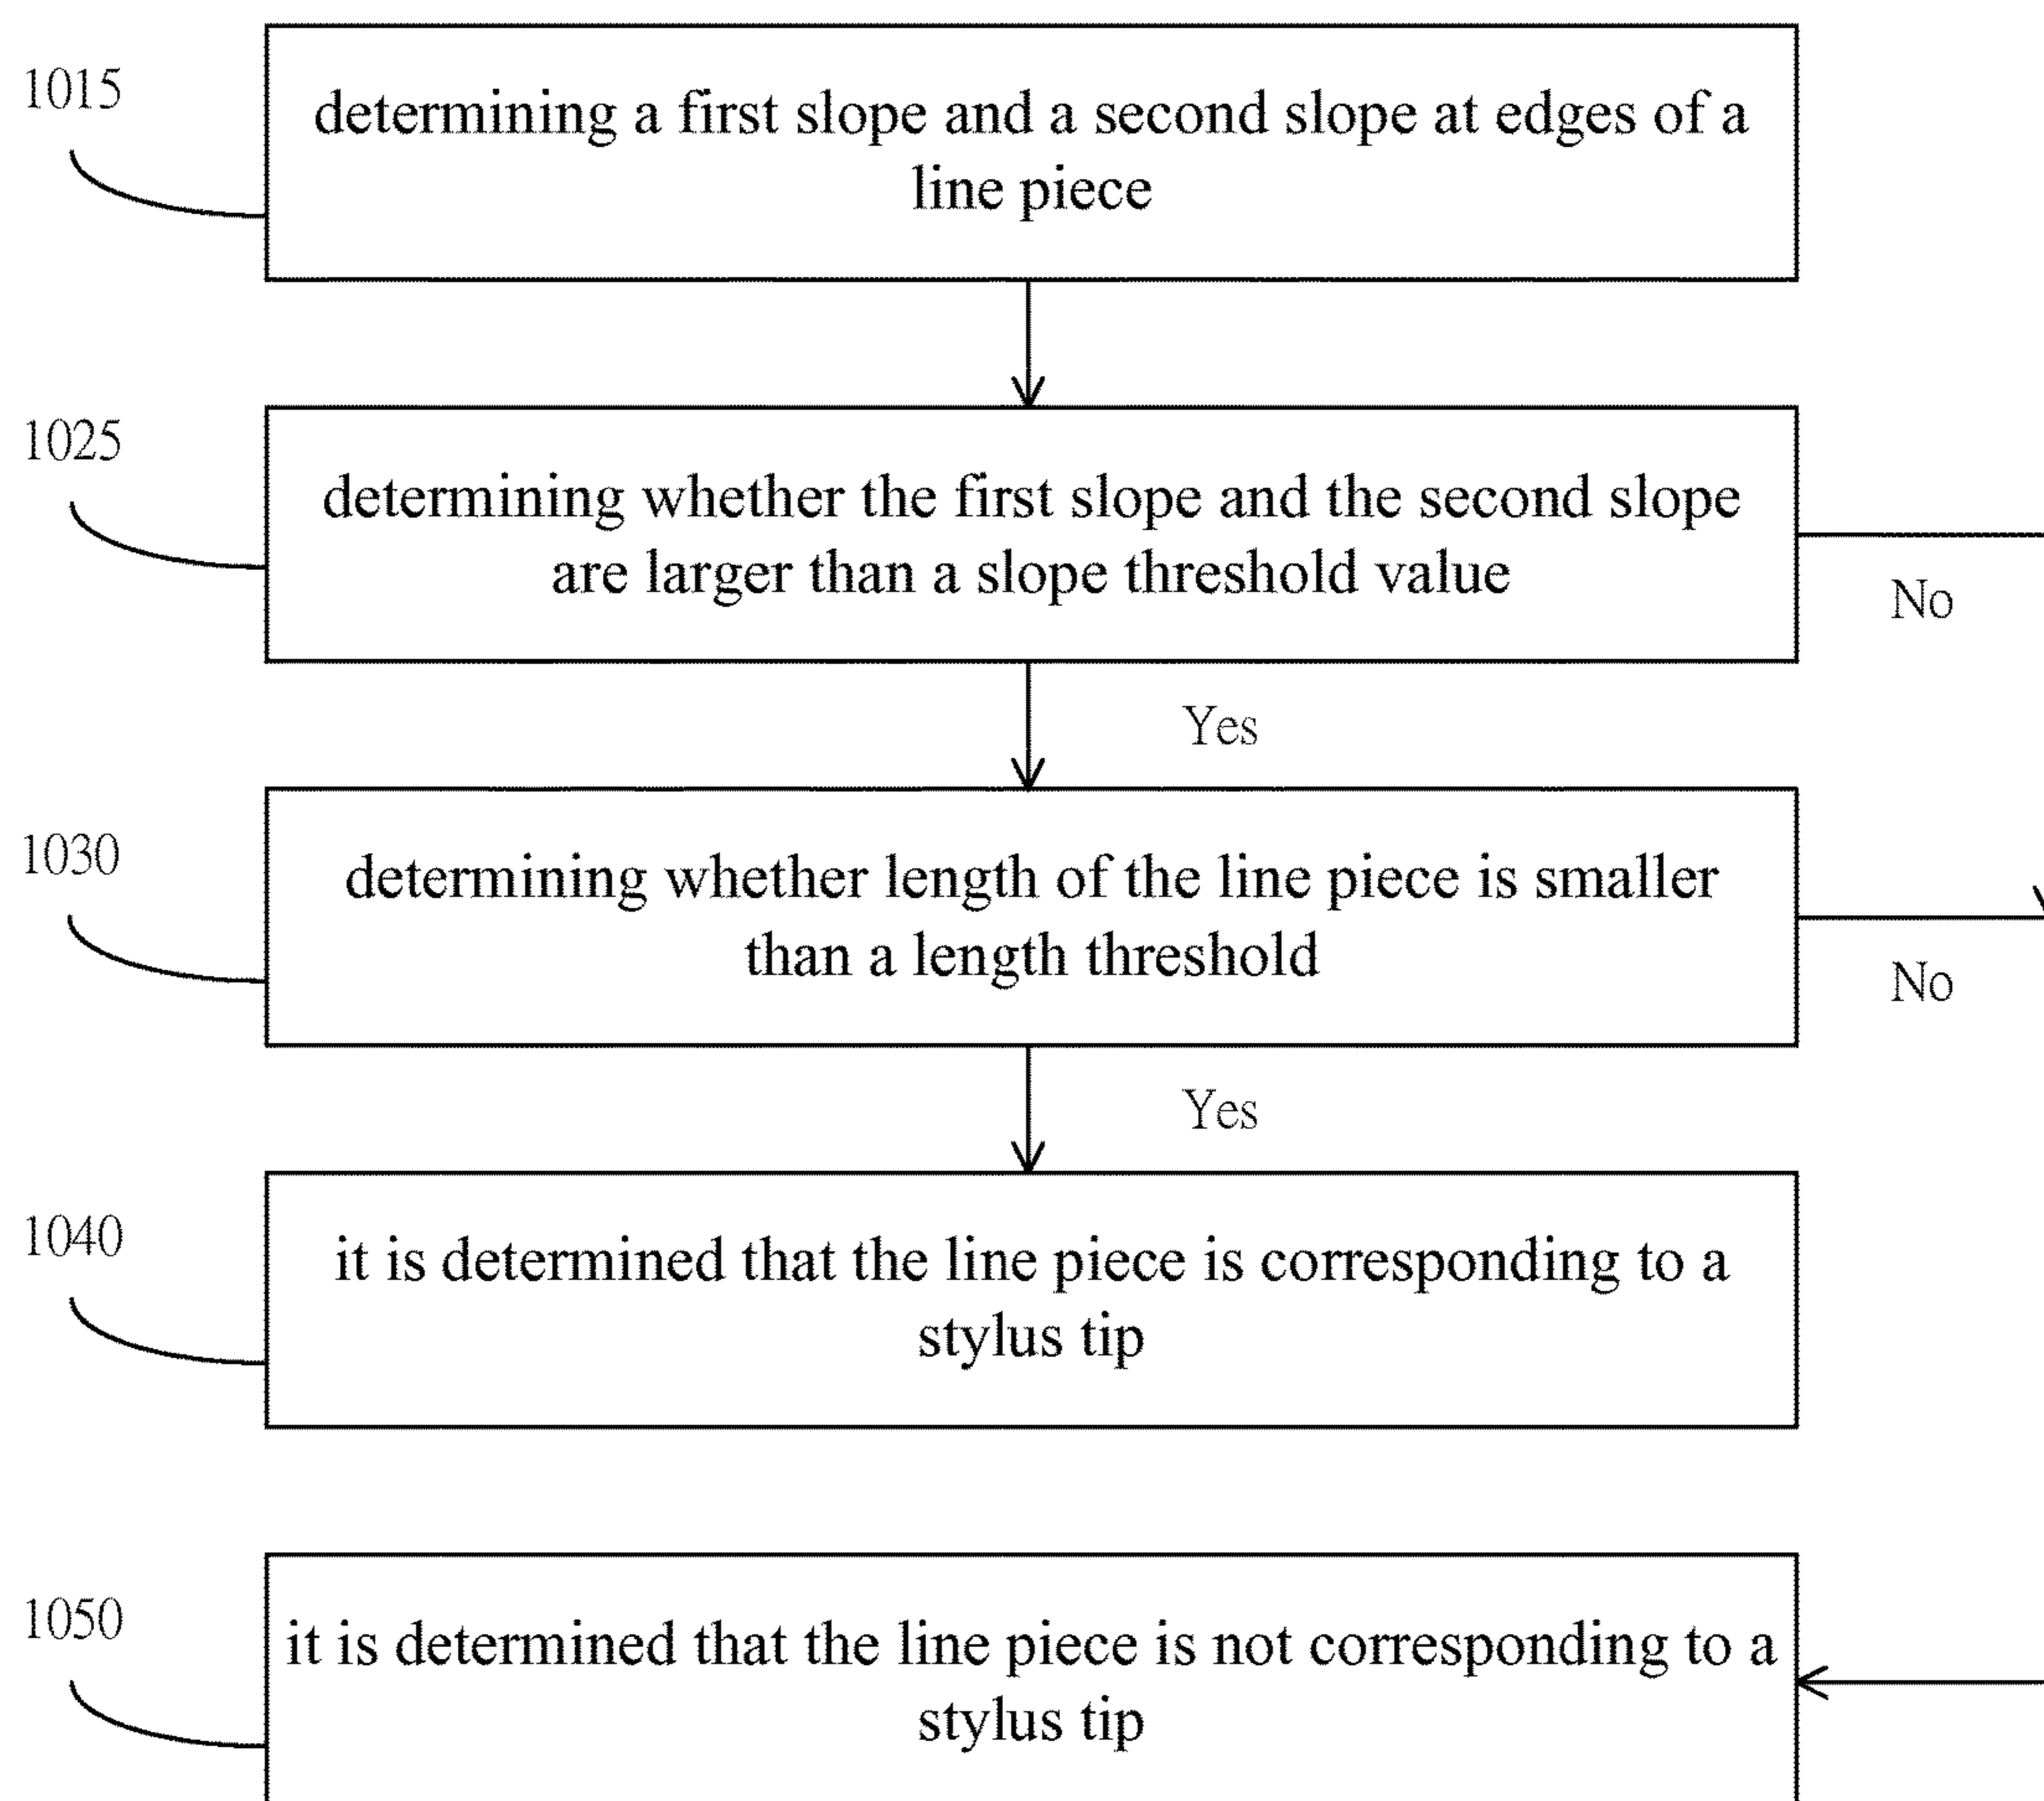 1015
determining a first slope and a second slope at edges of a
line piece
1025
determining whether the first slope and the second slope
are larger than a slope threshold value
No
Yes
1030
determining whether length of the line piece is smaller
than a length threshold
No
Yes
1040
it is determined that the line piece is corresponding to a
stylus tip
1050
it is determined that the line piece is not corresponding to a
stylus tip